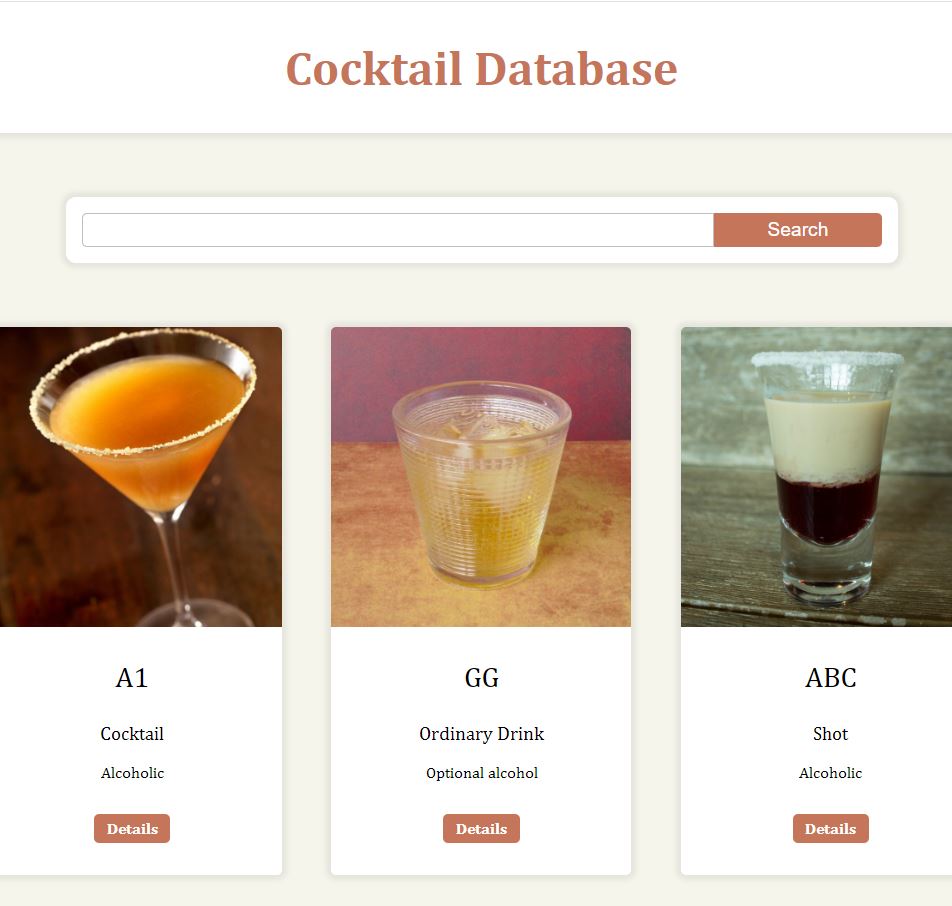 Cocktail Database
Search
A1
Cocktail
Alcoholic
Details
GG
Ordinary Drink
Optional alcohol
Details
ABC
Shot
Alcoholic
Details